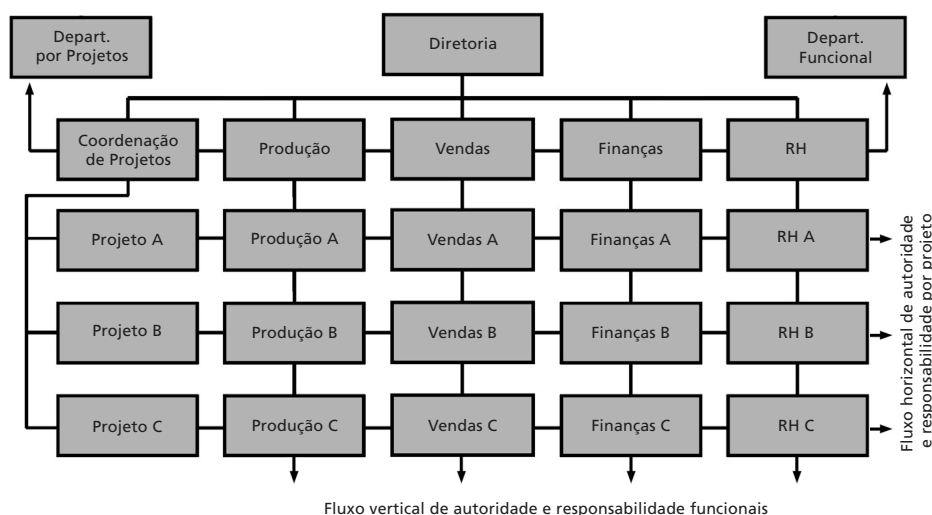 Depart.
por Projetos
Diretoria
Depart.
Funcional
Coordenação
de Projetos
Produção
Vendas
Finanças
RH
Projeto A
Produção A
Vendas A
Finanças A
RH A
Projeto B
Produção B
Vendas B
Finanças B
RH B
Projeto C
Produção C
Vendas C
Finanças C
RH C
Fluxo horizontal de autoridade
e responsabilidade por projeto
Fluxo vertical de autoridade e responsabilidade funcionais